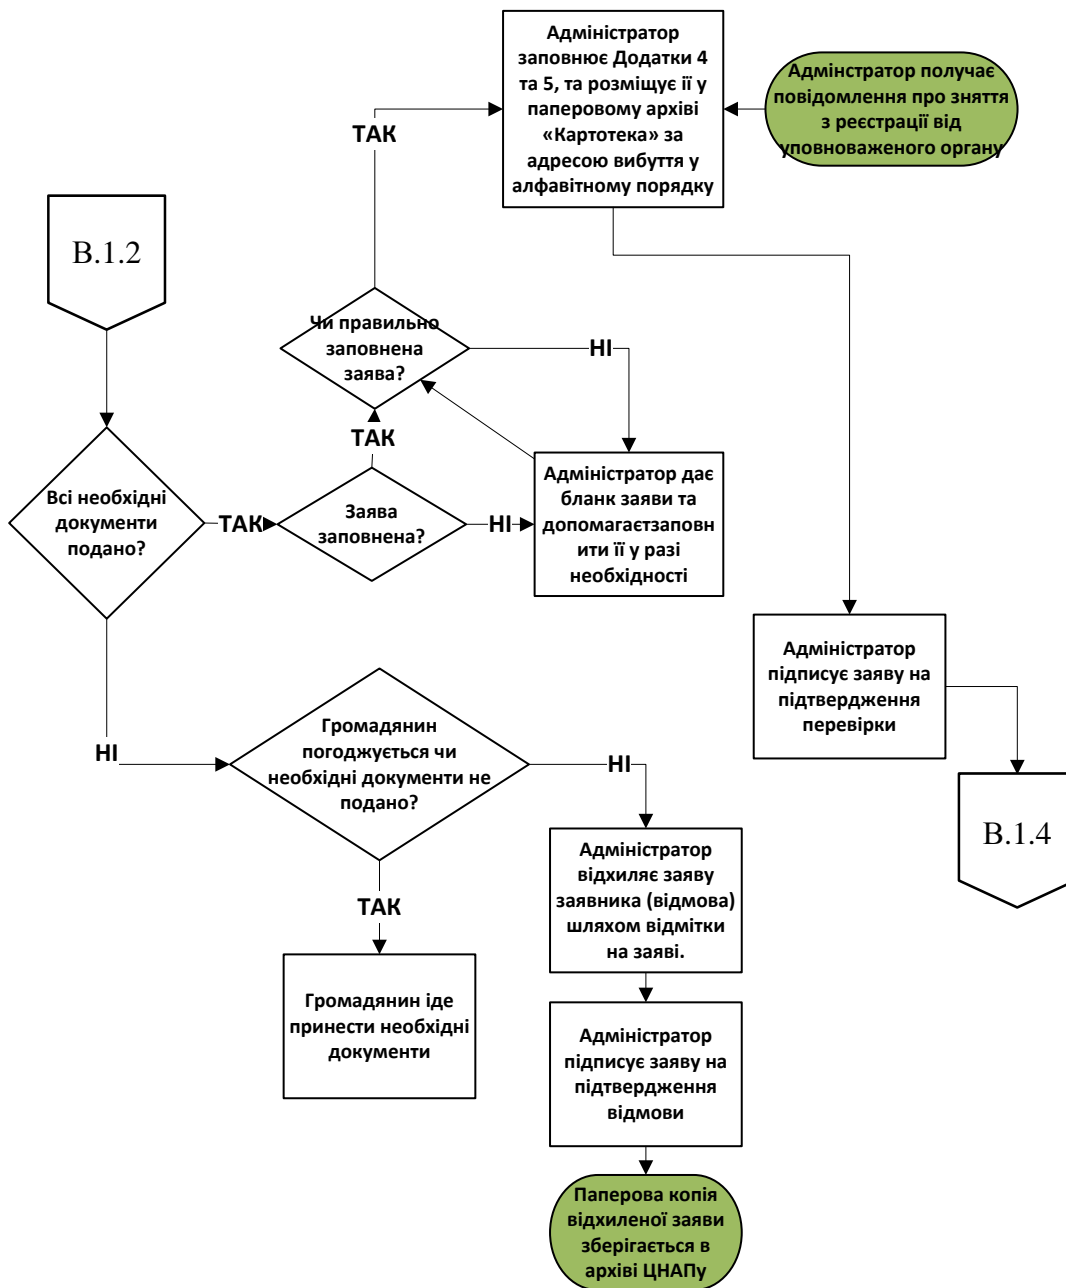 Адміністратор
заповнює Додатки 4
та 5, та розміщує її у
паперовому архіві
«Картотека» за
адресою вибуття у
алфавітному порядку
Адмінстратор получає
повідомлення про зняття
з реєстрації від
уповноваженого органу
ТАК
В.1.2
Чи правильно
заповнена
заява?
НІ
ТАК
Всі необхідні
документи
подано?
ТАК
Заява
заповнена?
НІ
Адміністратор дає
бланк заяви та
допомагаєтзаповн
ити її у разі
необхідності
Адміністратор
підписує заяву на
підтвердження
перевірки
НІ
Громадянин
погоджується чи
необхідні документи не
подано?
НІ
В.1.4
ТАК
Адміністратор
відхиляє заяву
заявника (відмова)
шляхом відмітки
на заяві.
Громадянин іде
принести необхідні
документи
Адміністратор
підписує заяву на
підтвердження
відмови
Паперова копія
відхиленої заяви
зберігається в
архіві ЦНАПу